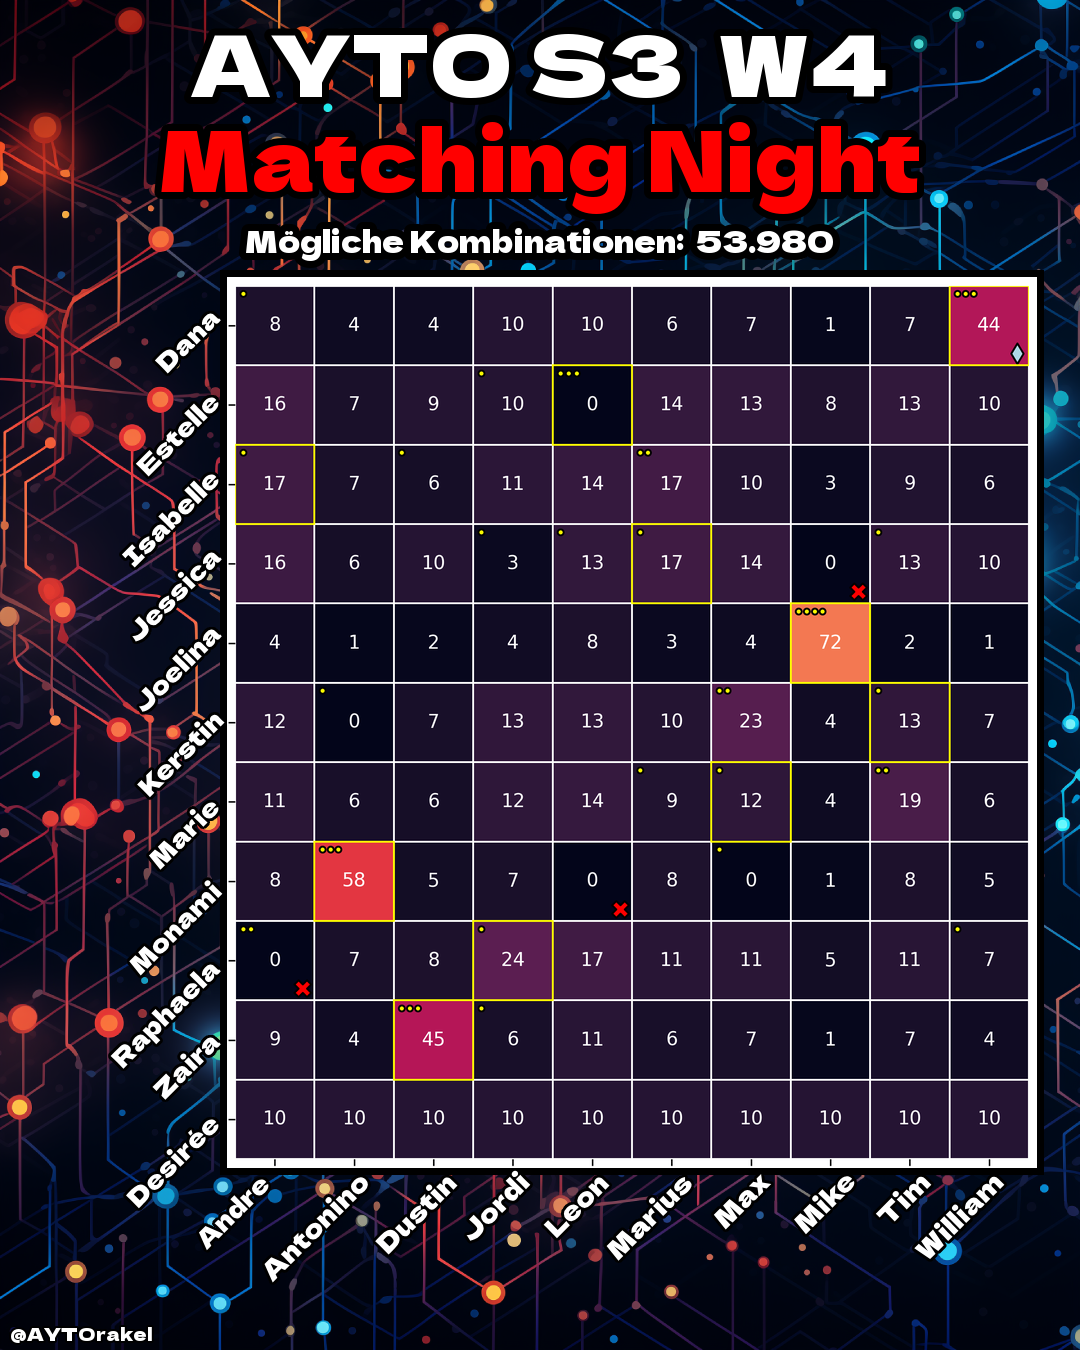 AYTO S3 W4
Matching Night
Mögliche Kombinationen: 53.980
Dana 8 4 4 10 10 6 7 1 7 44
Estelle 16 7 9 10 0 14 13 8 13 10
Isabelle 17 7 6 11 14 17 10 3 9 6
Jessica 16 6 10 3 13 17 14 0 13 10
Joelina 4 1 2 4 8 3 4 72 2 1
Kerstin 12 0 7 13 13 10 23 4 13 7
Marie 11 6 6 12 14 9 12 4 19 6
Monami 8 58 5 7 0 8 0 1 8 5
Raphaela 0 7 8 24 17 11 11 5 11 7
Zaira 9 4 45 6 11 6 7 1 7 4
Desirée 10 10 10 10 10 10 10 10 10 10
Andre Antonino Dustin Jordi Leon Marius Max Mike Tim William
@AYTOrakel